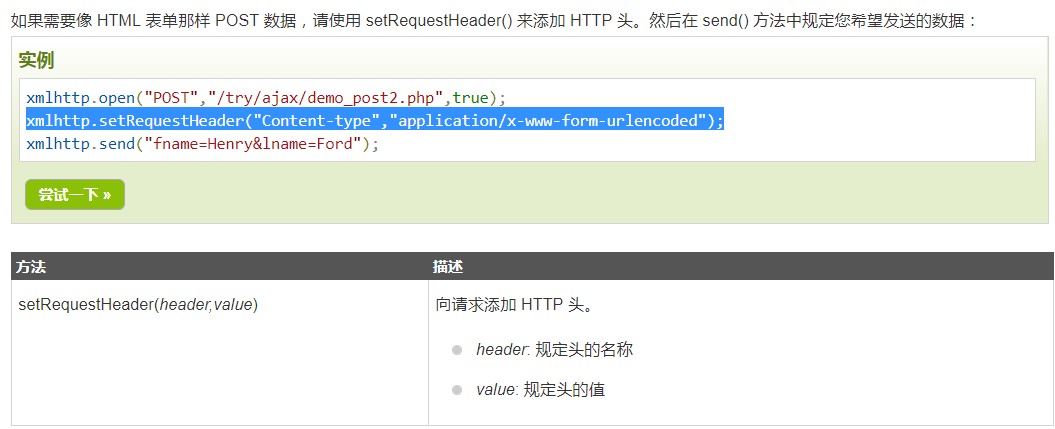 如果需要像 HTML 表单那样 POST 数据，请使用 setRequestHeader() 来添加 HTTP 头。然后在 send() 方法中规定您希望发送的数据：
实例
xmlhttp.open("POST","/try/ajax/demo_post2.php",true);
xmlhttp.setRequestHeader("Content-type","application/x-www-form-urlencoded");
xmlhttp.send("fname=Henry&lname=Ford");
尝试一下 »
方法 描述
setRequestHeader(header,value) 向请求添加 HTTP 头。
header: 规定头的名称
value: 规定头的值